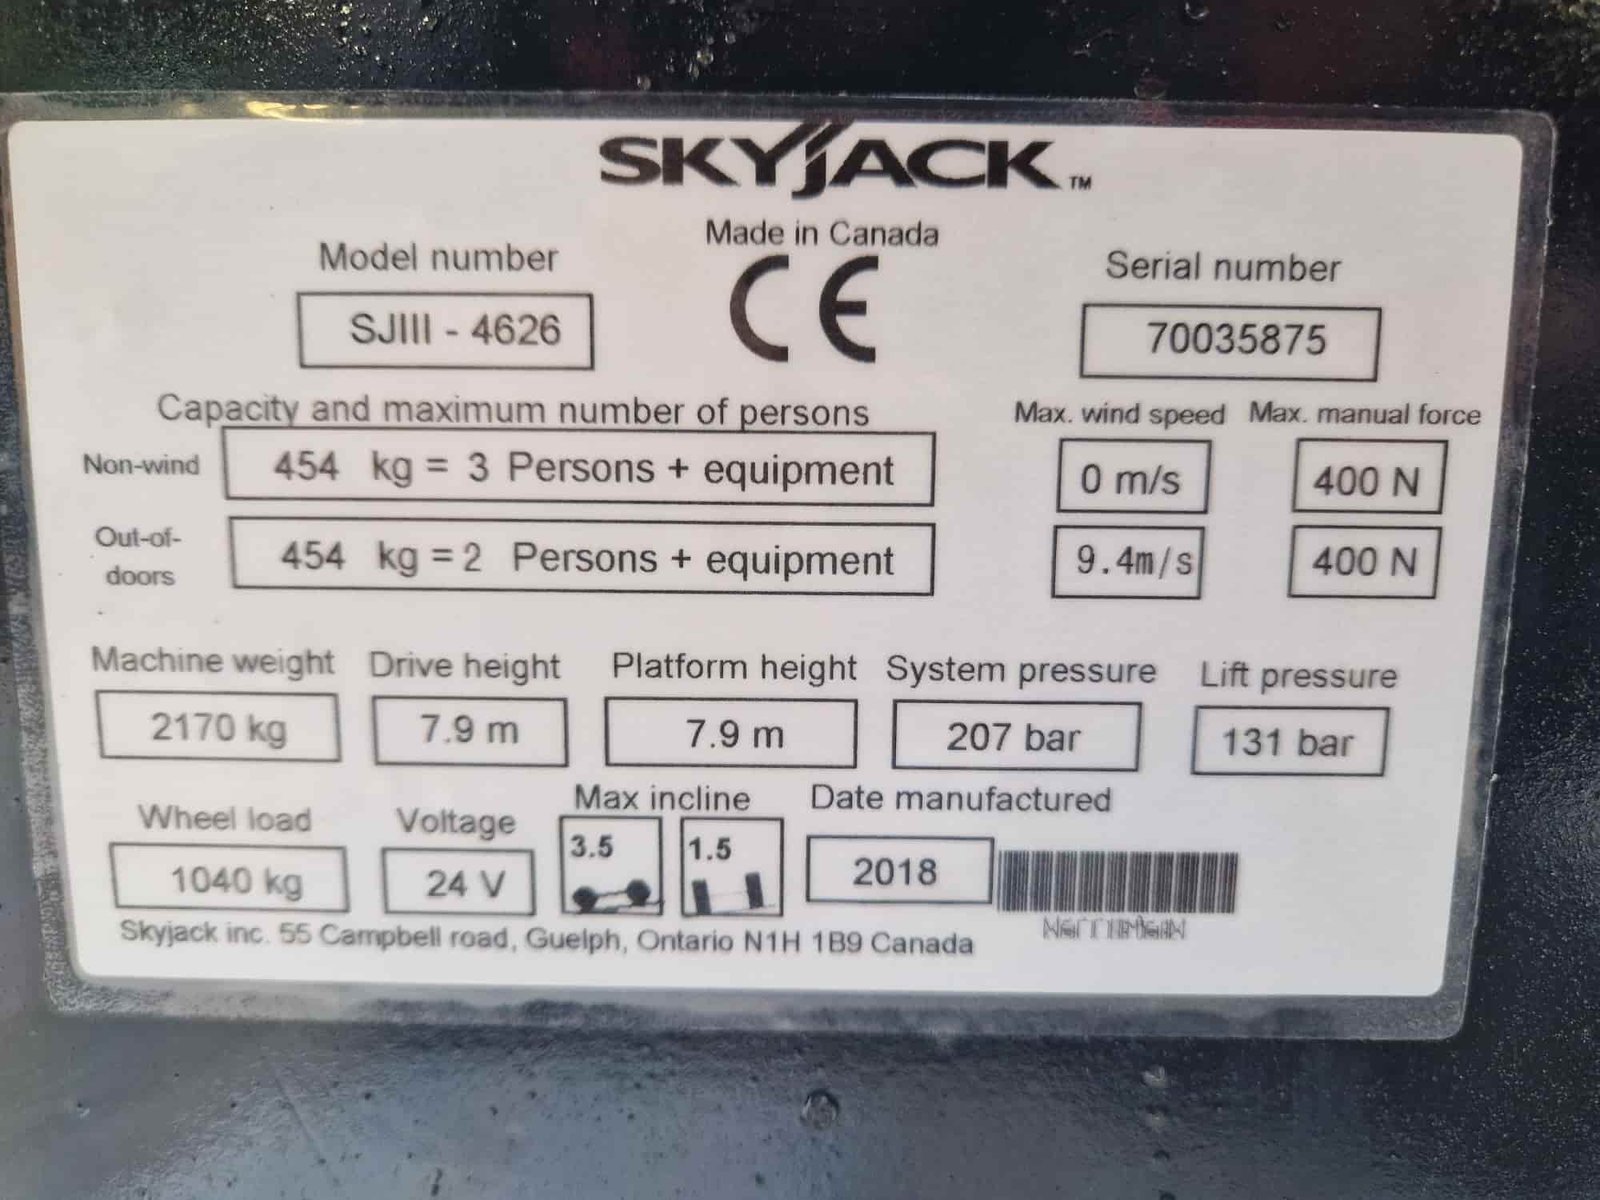 SKYJACK™
Made in Canada
CE
Model number
SJIII - 4626
Serial number
70035875
Capacity and maximum number of persons
Max. wind speed
Max. manual force
Non-wind
454 kg = 3 Persons + equipment
0 m/s
400 N
Out-of-
doors
454 kg = 2 Persons + equipment
9.4m/s
400 N
Machine weight
Drive height
Platform height
System pressure
Lift pressure
2170 kg
7.9 m
7.9 m
207 bar
131 bar
Wheel load
Voltage
Max incline
Date manufactured
1040 kg
24 V
3.5
1.5
2018
Skyjack inc. 55 Campbell road, Guelph, Ontario N1H 1B9 Canada